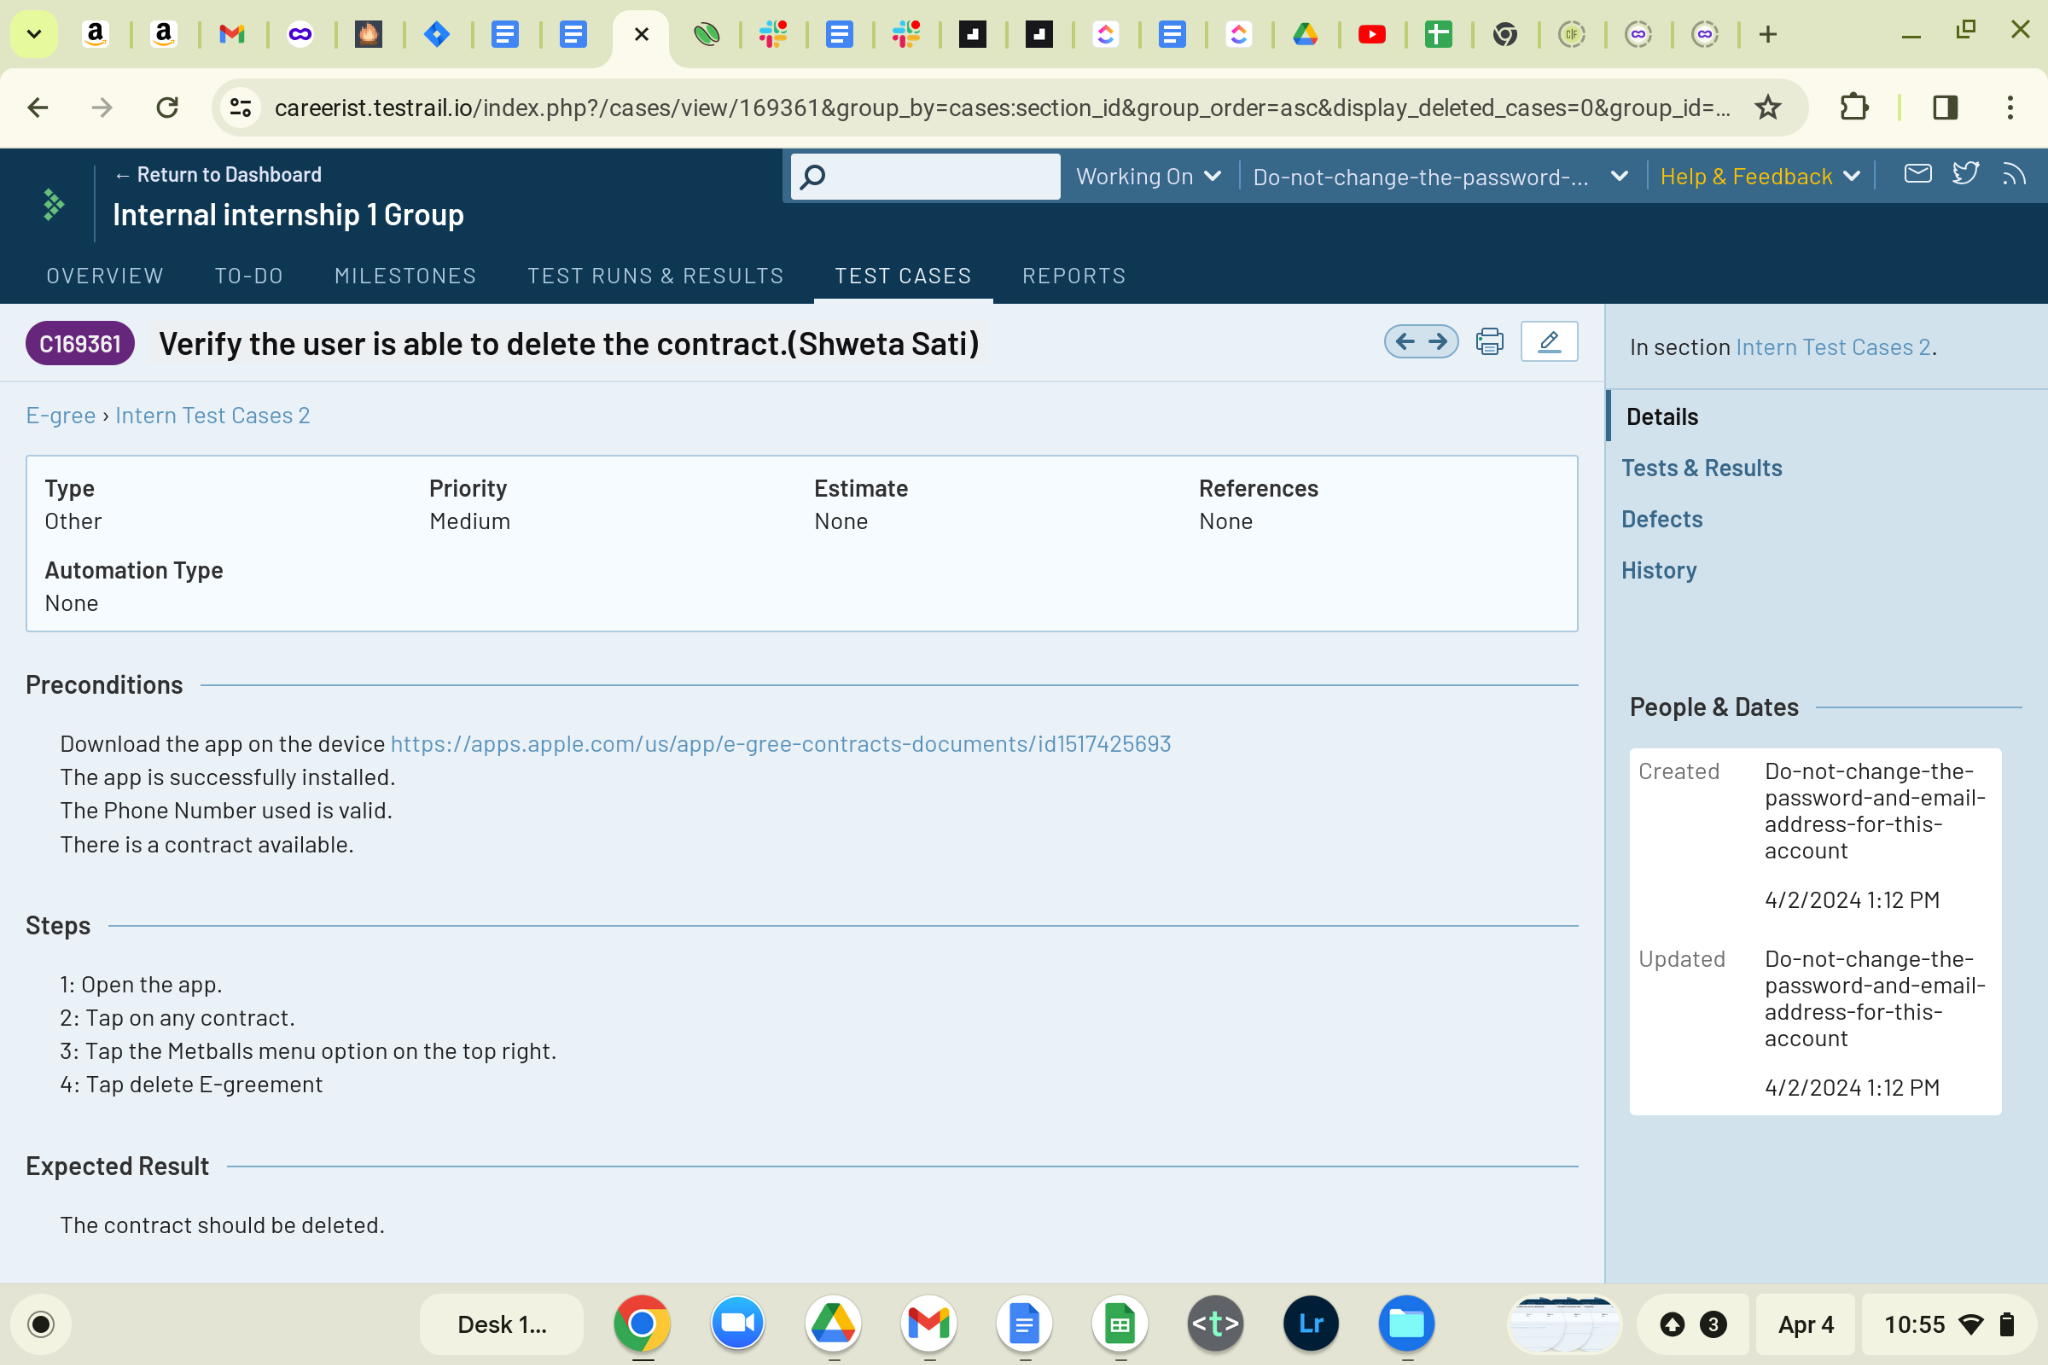 careerist.testrail.io/index.php?/cases/view/169361&group_by=cases:section_id&group_order=asc&display_deleted_cases=0&group_id=...
← Return to Dashboard
Internal internship 1 Group
Working On
Do-not-change-the-password-...
Help & Feedback
OVERVIEW
TO-DO
MILESTONES
TEST RUNS & RESULTS
TEST CASES
REPORTS
C169361
Verify the user is able to delete the contract.(Shweta Sati)
E-gree › Intern Test Cases 2
Type
Other
Priority
Medium
Estimate
None
References
None
Automation Type
None
Preconditions
Download the app on the device https://apps.apple.com/us/app/e-gree-contracts-documents/id1517425693
The app is successfully installed.
The Phone Number used is valid.
There is a contract available.
Steps
1: Open the app.
2: Tap on any contract.
3: Tap the Metballs menu option on the top right.
4: Tap delete E-greement
Expected Result
The contract should be deleted.
In section Intern Test Cases 2.
Details
Tests & Results
Defects
History
People & Dates
Created
Do-not-change-the-
password-and-email-
address-for-this-
account
4/2/2024 1:12 PM
Updated
Do-not-change-the-
password-and-email-
address-for-this-
account
4/2/2024 1:12 PM
Desk 1...
<t>
Lr
3
Apr 4
10:55